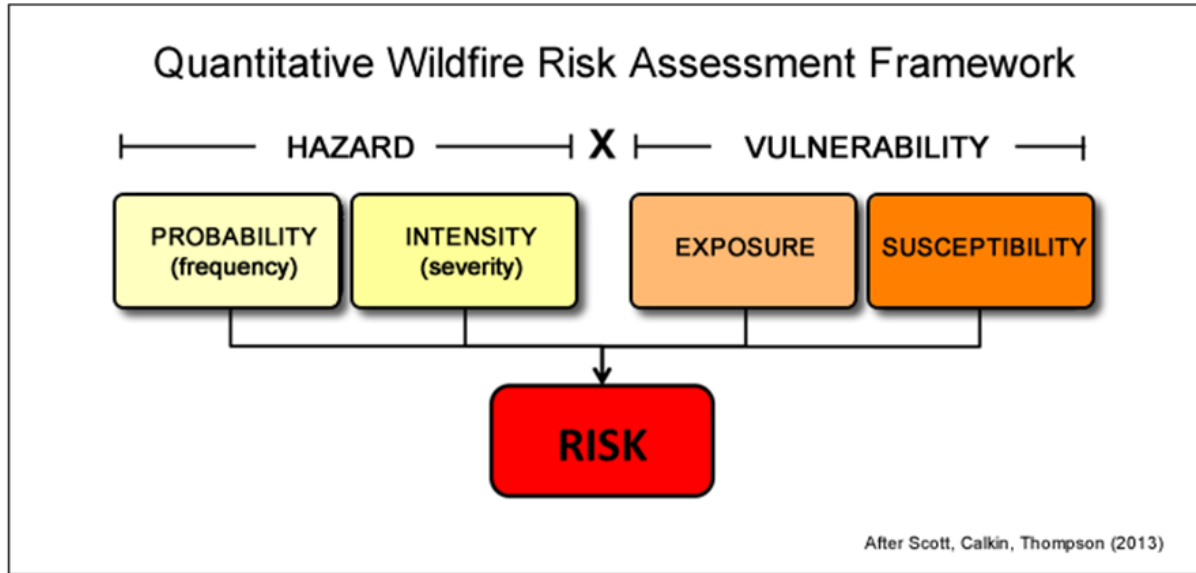 Quantitative Wildfire Risk Assessment Framework
HAZARD X VULNERABILITY
PROBABILITY
(frequency)
INTENSITY
(severity)
EXPOSURE
SUSCEPTIBILITY
RISK
After Scott, Calkin, Thompson (2013)